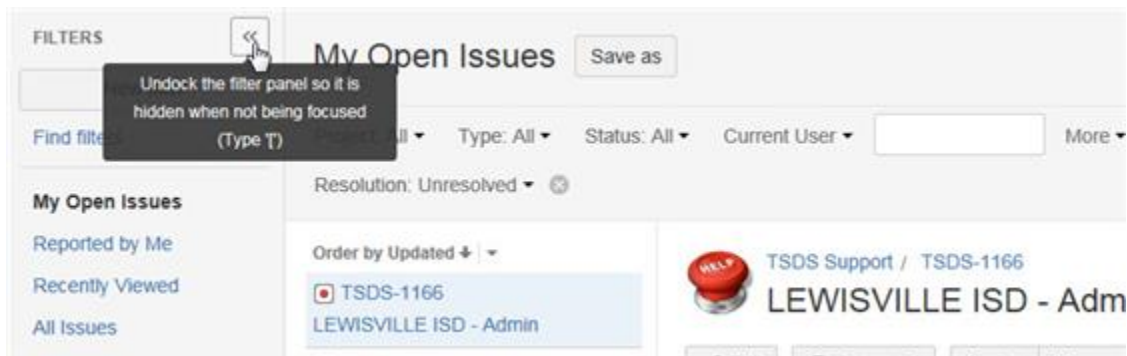 FILTERS
«
Undock the filter panel so it is
hidden when not being focused
(Type '[')
Find filte
My Open Issues
Reported by Me
Recently Viewed
All Issues
My Open Issues
Save as
All Type: All Status: All Current User More
Resolution: Unresolved
Order by Updated
TSDS-1166
LEWISVILLE ISD - Admin
HELP
TSDS Support / TSDS-1166
LEWISVILLE ISD - Adm